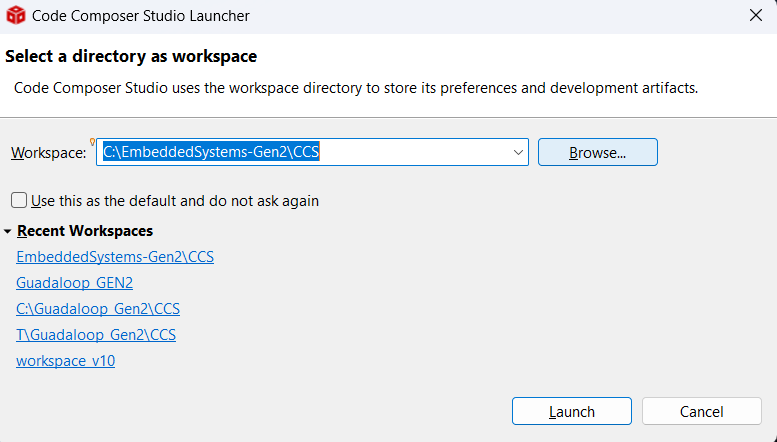 Code Composer Studio Launcher
Select a directory as workspace
Code Composer Studio uses the workspace directory to store its preferences and development artifacts.
Workspace: C:\EmbeddedSystems-Gen2\CCS Browse...
Use this as the default and do not ask again
Recent Workspaces
EmbeddedSystems-Gen2\CCS
Guadaloop_GEN2
C:\Guadaloop_Gen2\CCS
T\Guadaloop_Gen2\CCS
workspace_v10
Launch Cancel